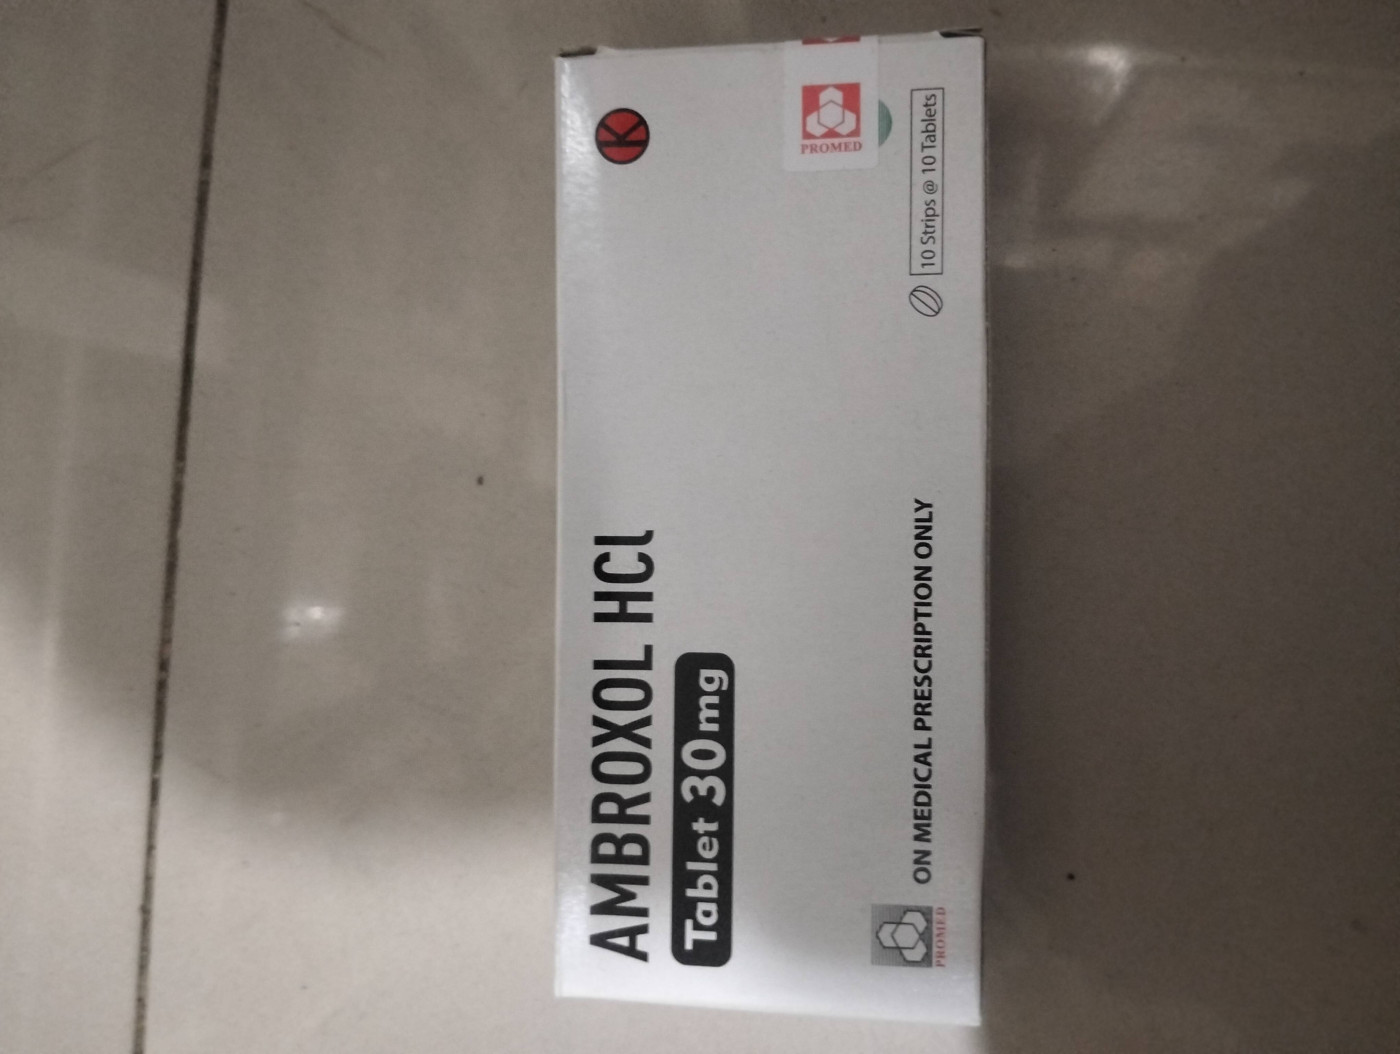 AMBROXOL HCl
Tablet 30mg
K
PROMED
10 Strips @ 10 Tablets
ON MEDICAL PRESCRIPTION ONLY
PROMED